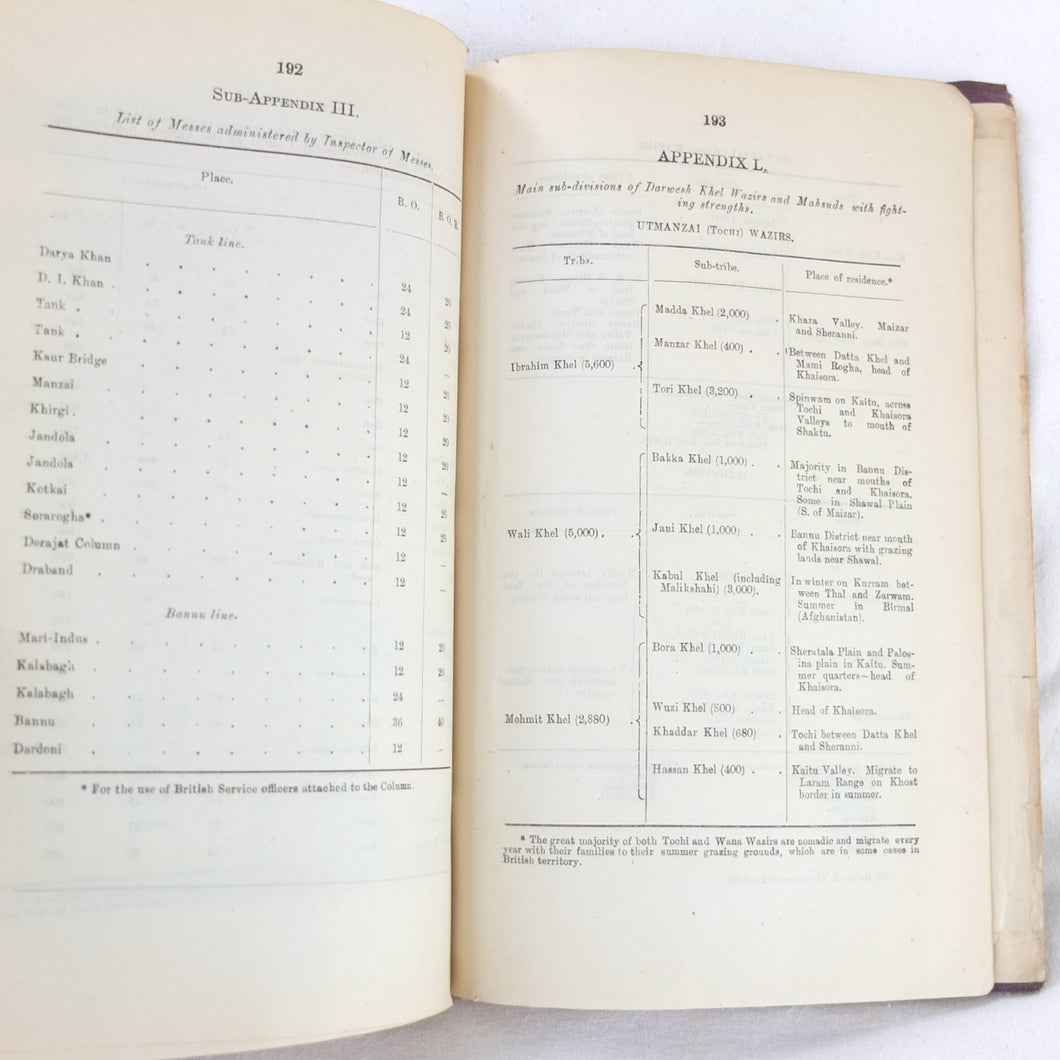 192
SUB-APPENDIX III.
List of Messes administered by Inspector of Messes.
Place. B. O. B. O. R.
Tank line.
Darya Khan . . . . . . 24 20
D. I. Khan . . . . . . 24 20
Tank . . . . . . 12 20
Tank . . . . . . 24 ...
Kaur Bridge . . . . . 12 20
Manzai . . . . . . 12 20
Khirgi . . . . . . 12 20
Jandola . . . . . . 12 20
Jandola . . . . . . 12 ...
Kotkai . . . . . . 12 20
Sorarogha* . . . . . . 12 20
Derajat Column . . . . . 12 ...
Draband . . . . . . 12 ...
Bannu line.
Mari-Indus . . . . . . 12 20
Kalabagh . . . . . . 12 20
Kalabagh . . . . . . 24 ...
Bannu . . . . . . 36 40
Dardoni . . . . . . 12 ...
* For the use of British Service officers attached to the Column.
193
APPENDIX L.
Main sub-divisions of Darwesh Khel Wazirs and Mahsuds with fight-
ing strengths.
UTMANZAI (TOCHI) WAZIRS.
Tribe. Sub-tribe. Place of residence.*
Ibrahim Khel (5,600) .
Madda Khel (2,000) .
Khaza Valley. Maizar
and Sheranni.
Manzar Khel (400) . .
Between Datta Khel and
Mami Rogha, head of
Khaisora.
Tori Khel (3,200) . .
Spinwam on Kaitu, across
Tochi and Khaisora
Valleys to mouth of
Shaktu.
Wali Khel (5,000) . .
Bakka Khel (1,000) . .
Majority in Bannu Dis-
trict near mouths of
Tochi and Khaisora.
Some in Shawal Plain
(S. of Maizar).
Jani Khel (1,000) . .
Bannu District near mouth
of Khaisora with grazing
lands near Shawal.
Kabul Khel (including
Malikshahi) (3,000).
In winter on Kurram bet-
ween Thal and Zarwam.
Summer in Birmal
(Afghanistan).
Mohmit Khel (2,880) .
Bora Khel (1,000) . .
Sheratala Plain and Palos-
ina plain in Kaitu. Sum-
mer quarters—head of
Khaisora.
Wuzi Khel (800) . .
Head of Khaisora.
Khaddar Khel (680) .
Tochi between Datta Khel
and Sheranni.
Hassan Khel (400) . .
Kaitu Valley. Migrate to
Laram Range on Khost
border in summer.
* The great majority of both Tochi and Wana Wazirs are nomadic and migrate every
year with their families to their summer grazing grounds, which are in some cases in
British territory.